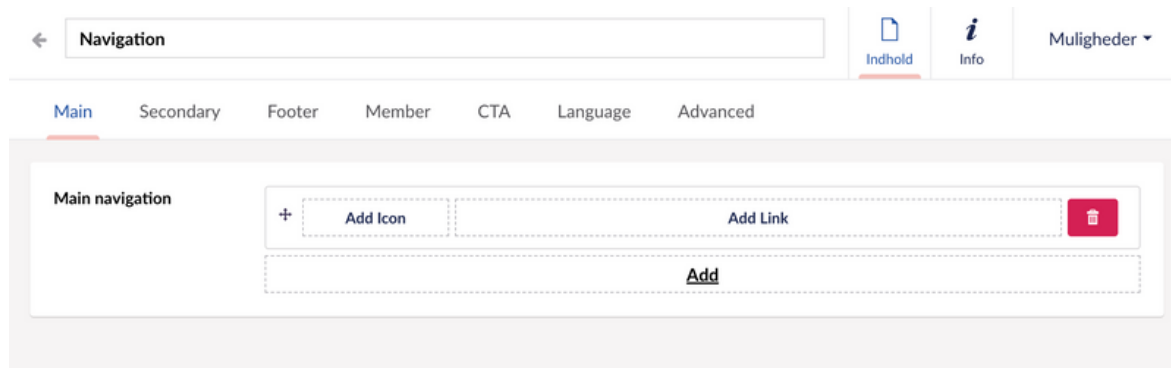 Navigation
Indhold
i
Info
Muligheder
Main Secondary Footer Member CTA Language Advanced
Main navigation
Add Icon Add Link
Add